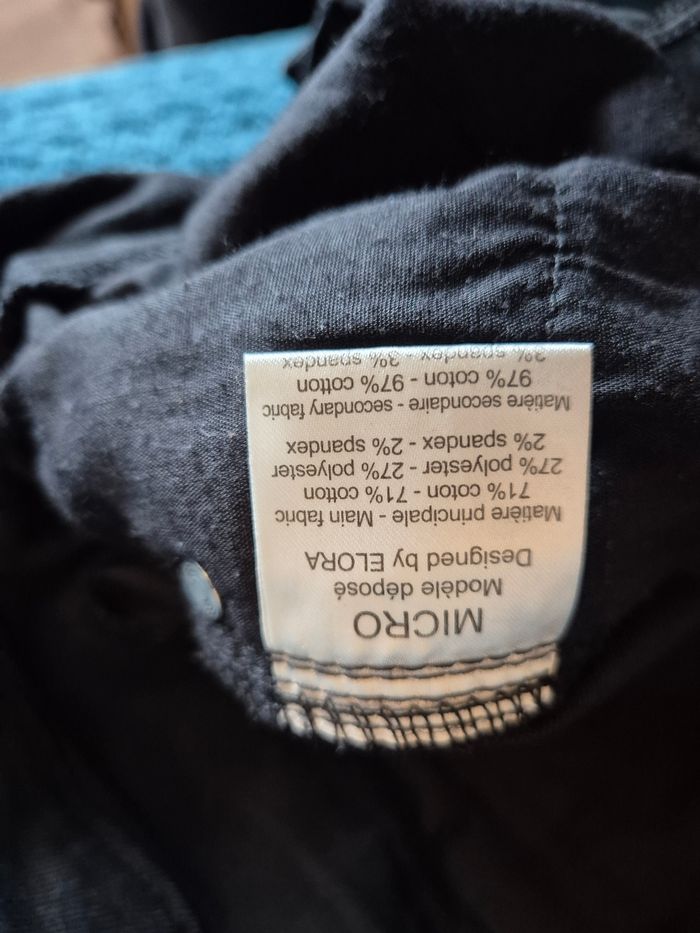 MICRO
Modèle déposé
Designed by ELORA
Matière principale - Main fabric
71% coton - 71% cotton
27% polyester - 27% polyester
2% spandex - 2% spandex
Matière secondaire - Matière secondary fabric
97% coton - 97% cotton
3% spandex - 3% spandex